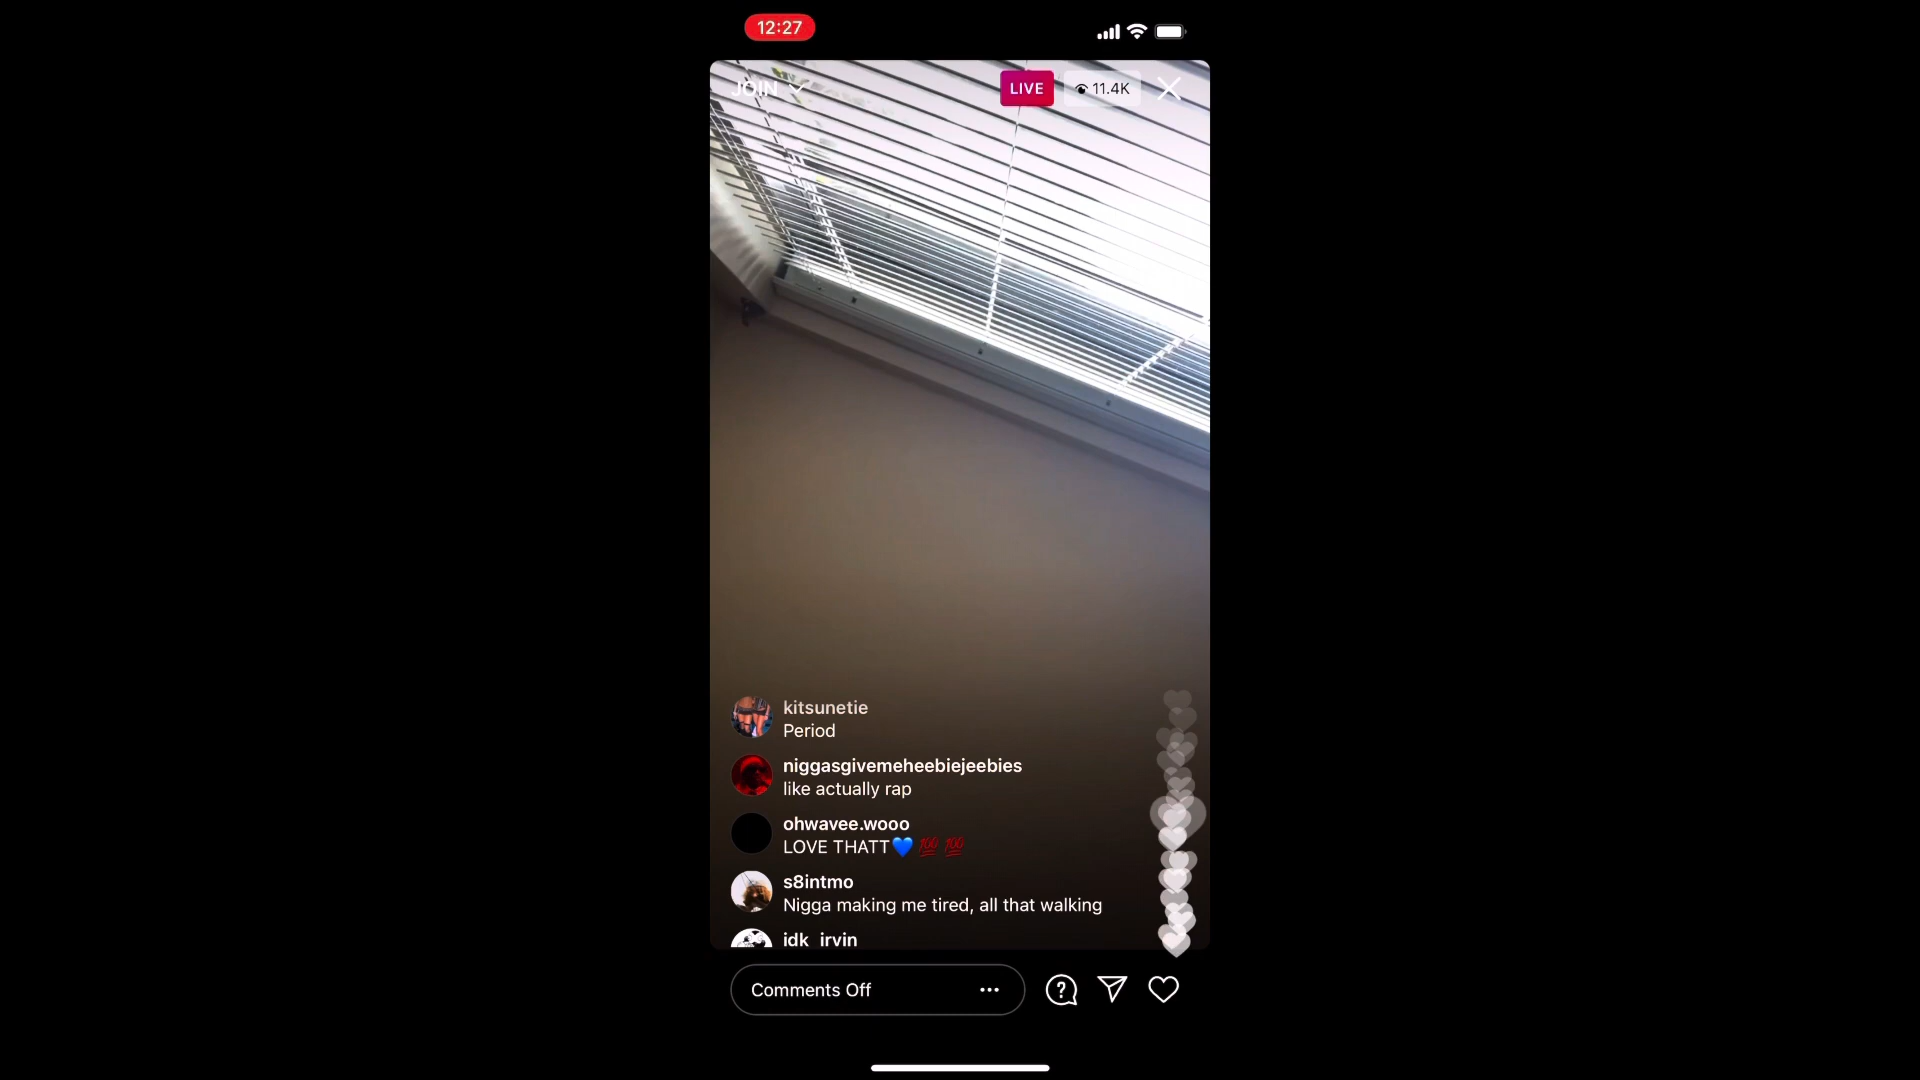 12:27
JOIN
LIVE
11.4K
kitsunetie
Period
niggasgivemeheebiejeebies
like actually rap
ohwavee.wooo
LOVE THATT💙💯💯
s8intmo
Nigga making me tired, all that walking
idk_irvin
Comments Off